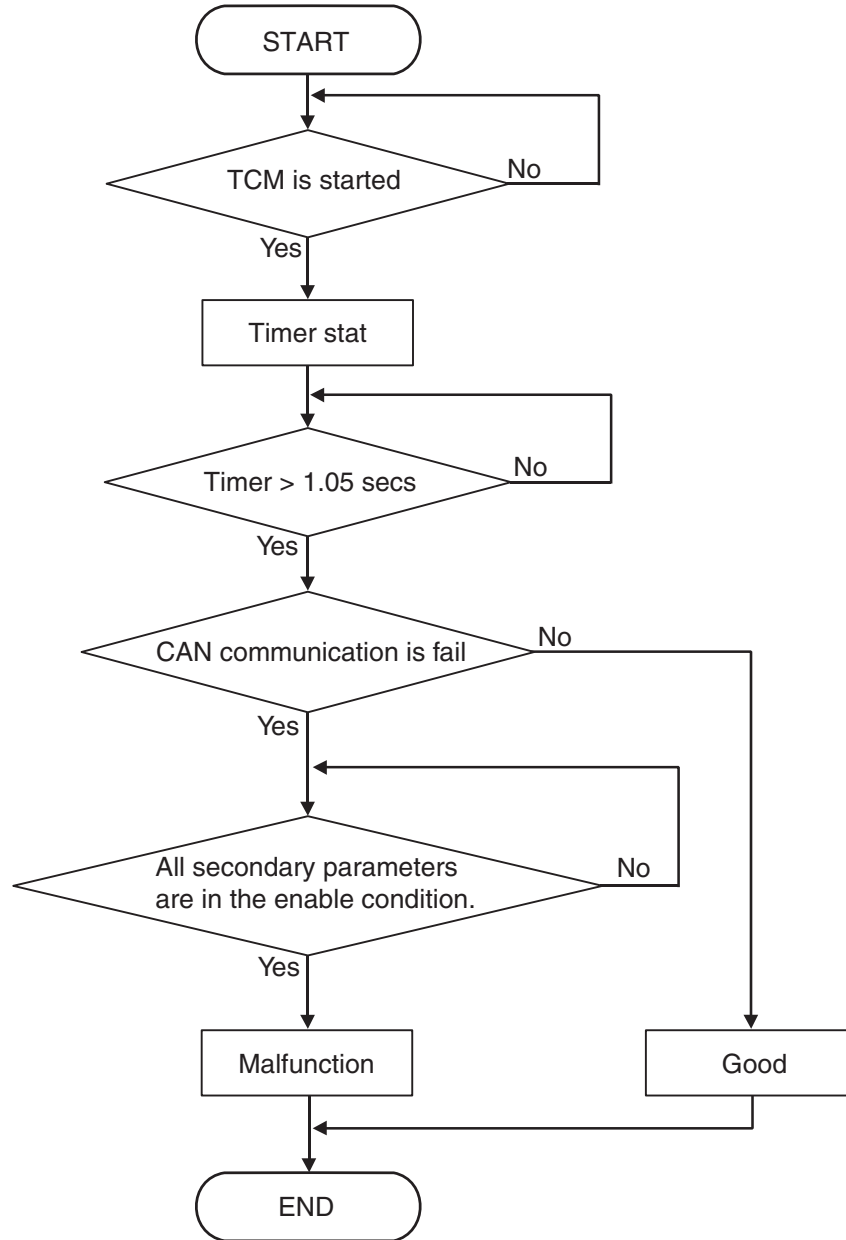 START
TCM is started
No
Yes
Timer stat
Timer > 1.05 secs
No
Yes
CAN communication is fail
No
Yes
All secondary parameters
are in the enable condition.
No
Yes
Malfunction
Good
END